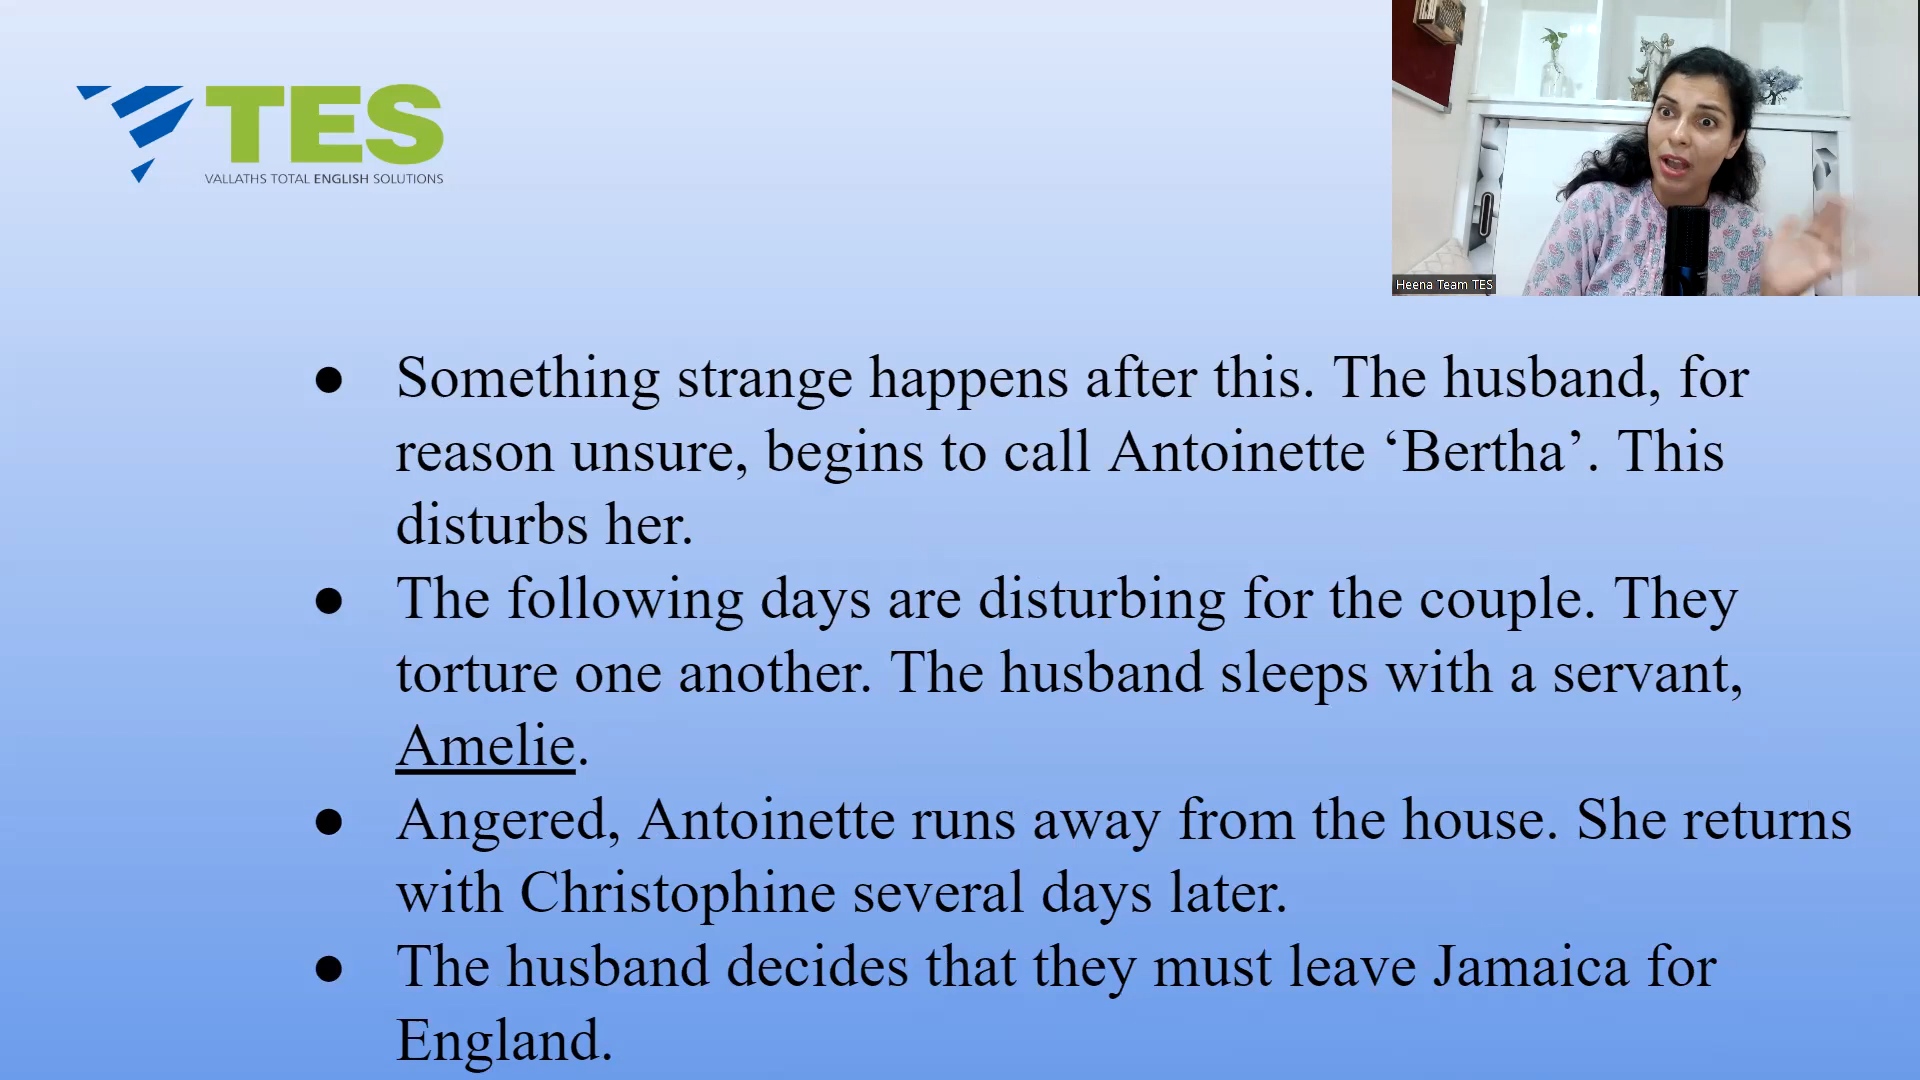 TES
VALLATHS TOTAL ENGLISH SOLUTIONS
Heena Team TES
● Something strange happens after this. The husband, for
reason unsure, begins to call Antoinette ‘Bertha’. This
disturbs her.
● The following days are disturbing for the couple. They
torture one another. The husband sleeps with a servant,
Amelie.
● Angered, Antoinette runs away from the house. She returns
with Christophine several days later.
● The husband decides that they must leave Jamaica for
England.